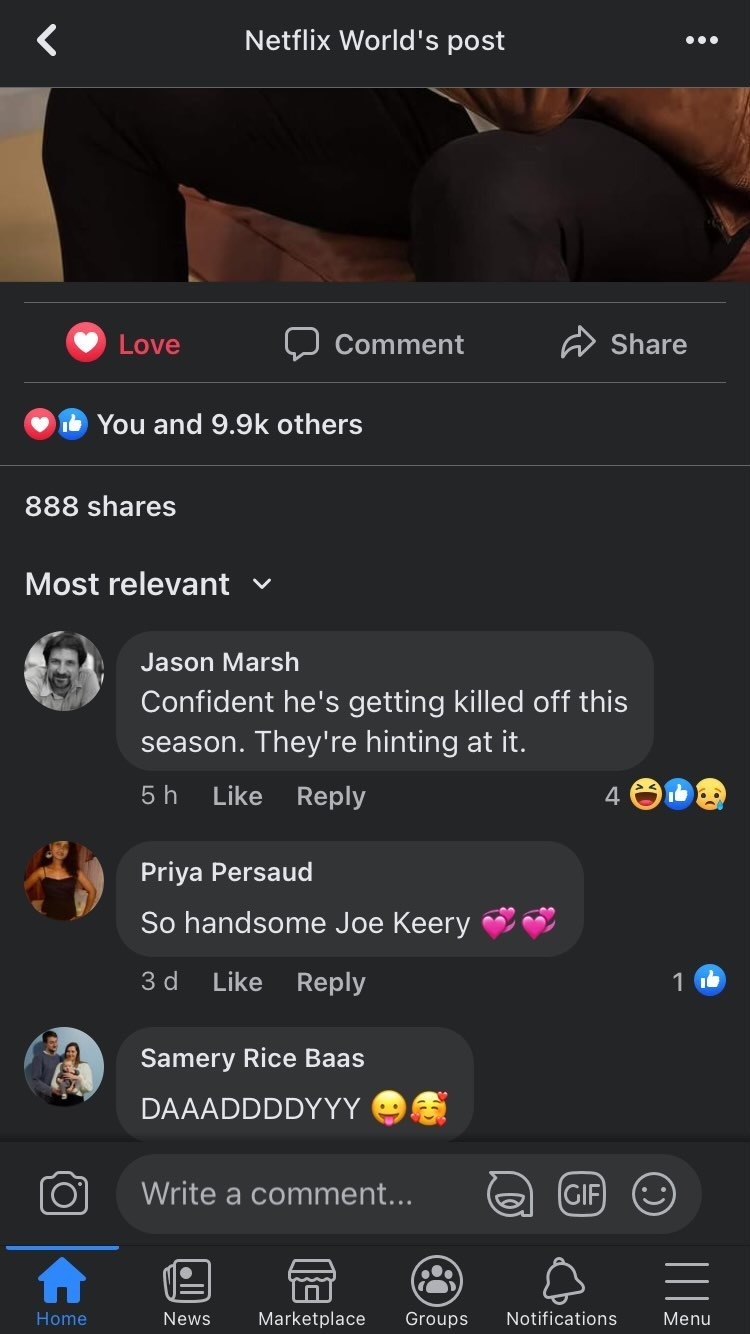 Netflix World's post
Love
Comment
Share
You and 9.9k others
888 shares
Most relevant
Jason Marsh
Confident he's getting killed off this
season. They're hinting at it.
5 h Like Reply 4 😆👍😥
Priya Persaud
So handsome Joe Keery 💞💞
3 d Like Reply 1 👍
Samery Rice Baas
DAAADDDDYYY 😛🥰
Write a comment...
GIF
Home
News
Marketplace
Groups
Notifications
Menu